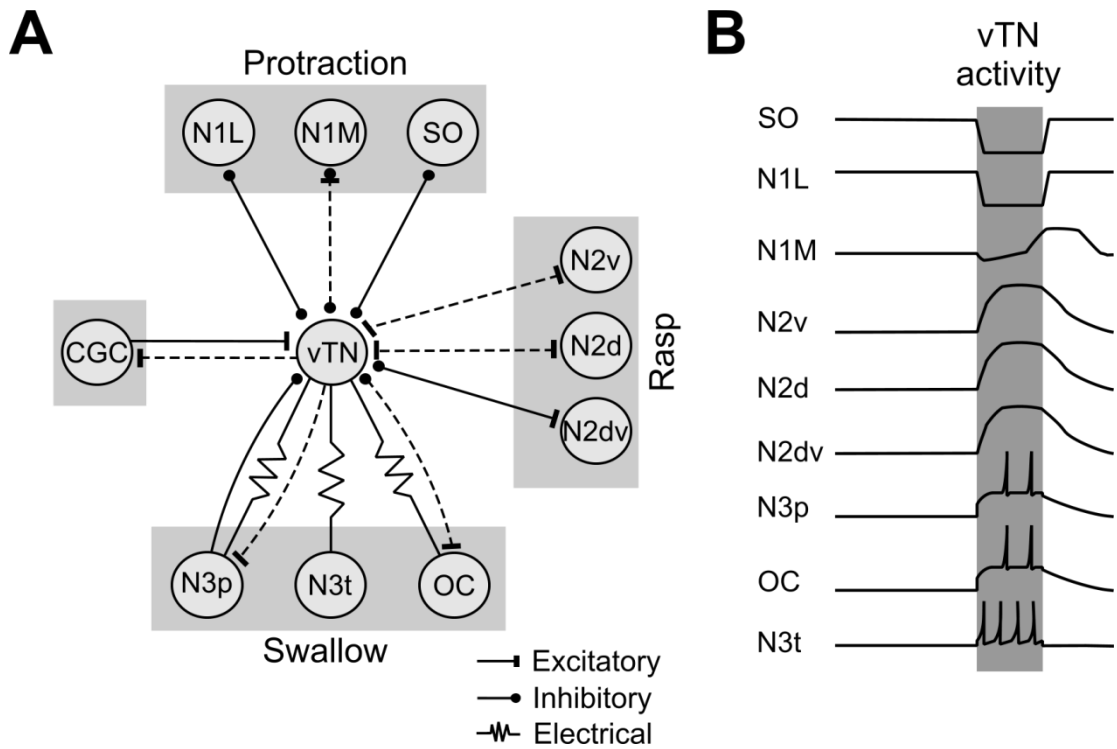 A
Protraction
N1L
N1M
SO
N2v
N2d
N2dv
Rasp
CGC
vTN
N3p
N3t
OC
Swallow
Excitatory
Inhibitory
Electrical
B
vTN
activity
SO
N1L
N1M
N2v
N2d
N2dv
N3p
OC
N3t